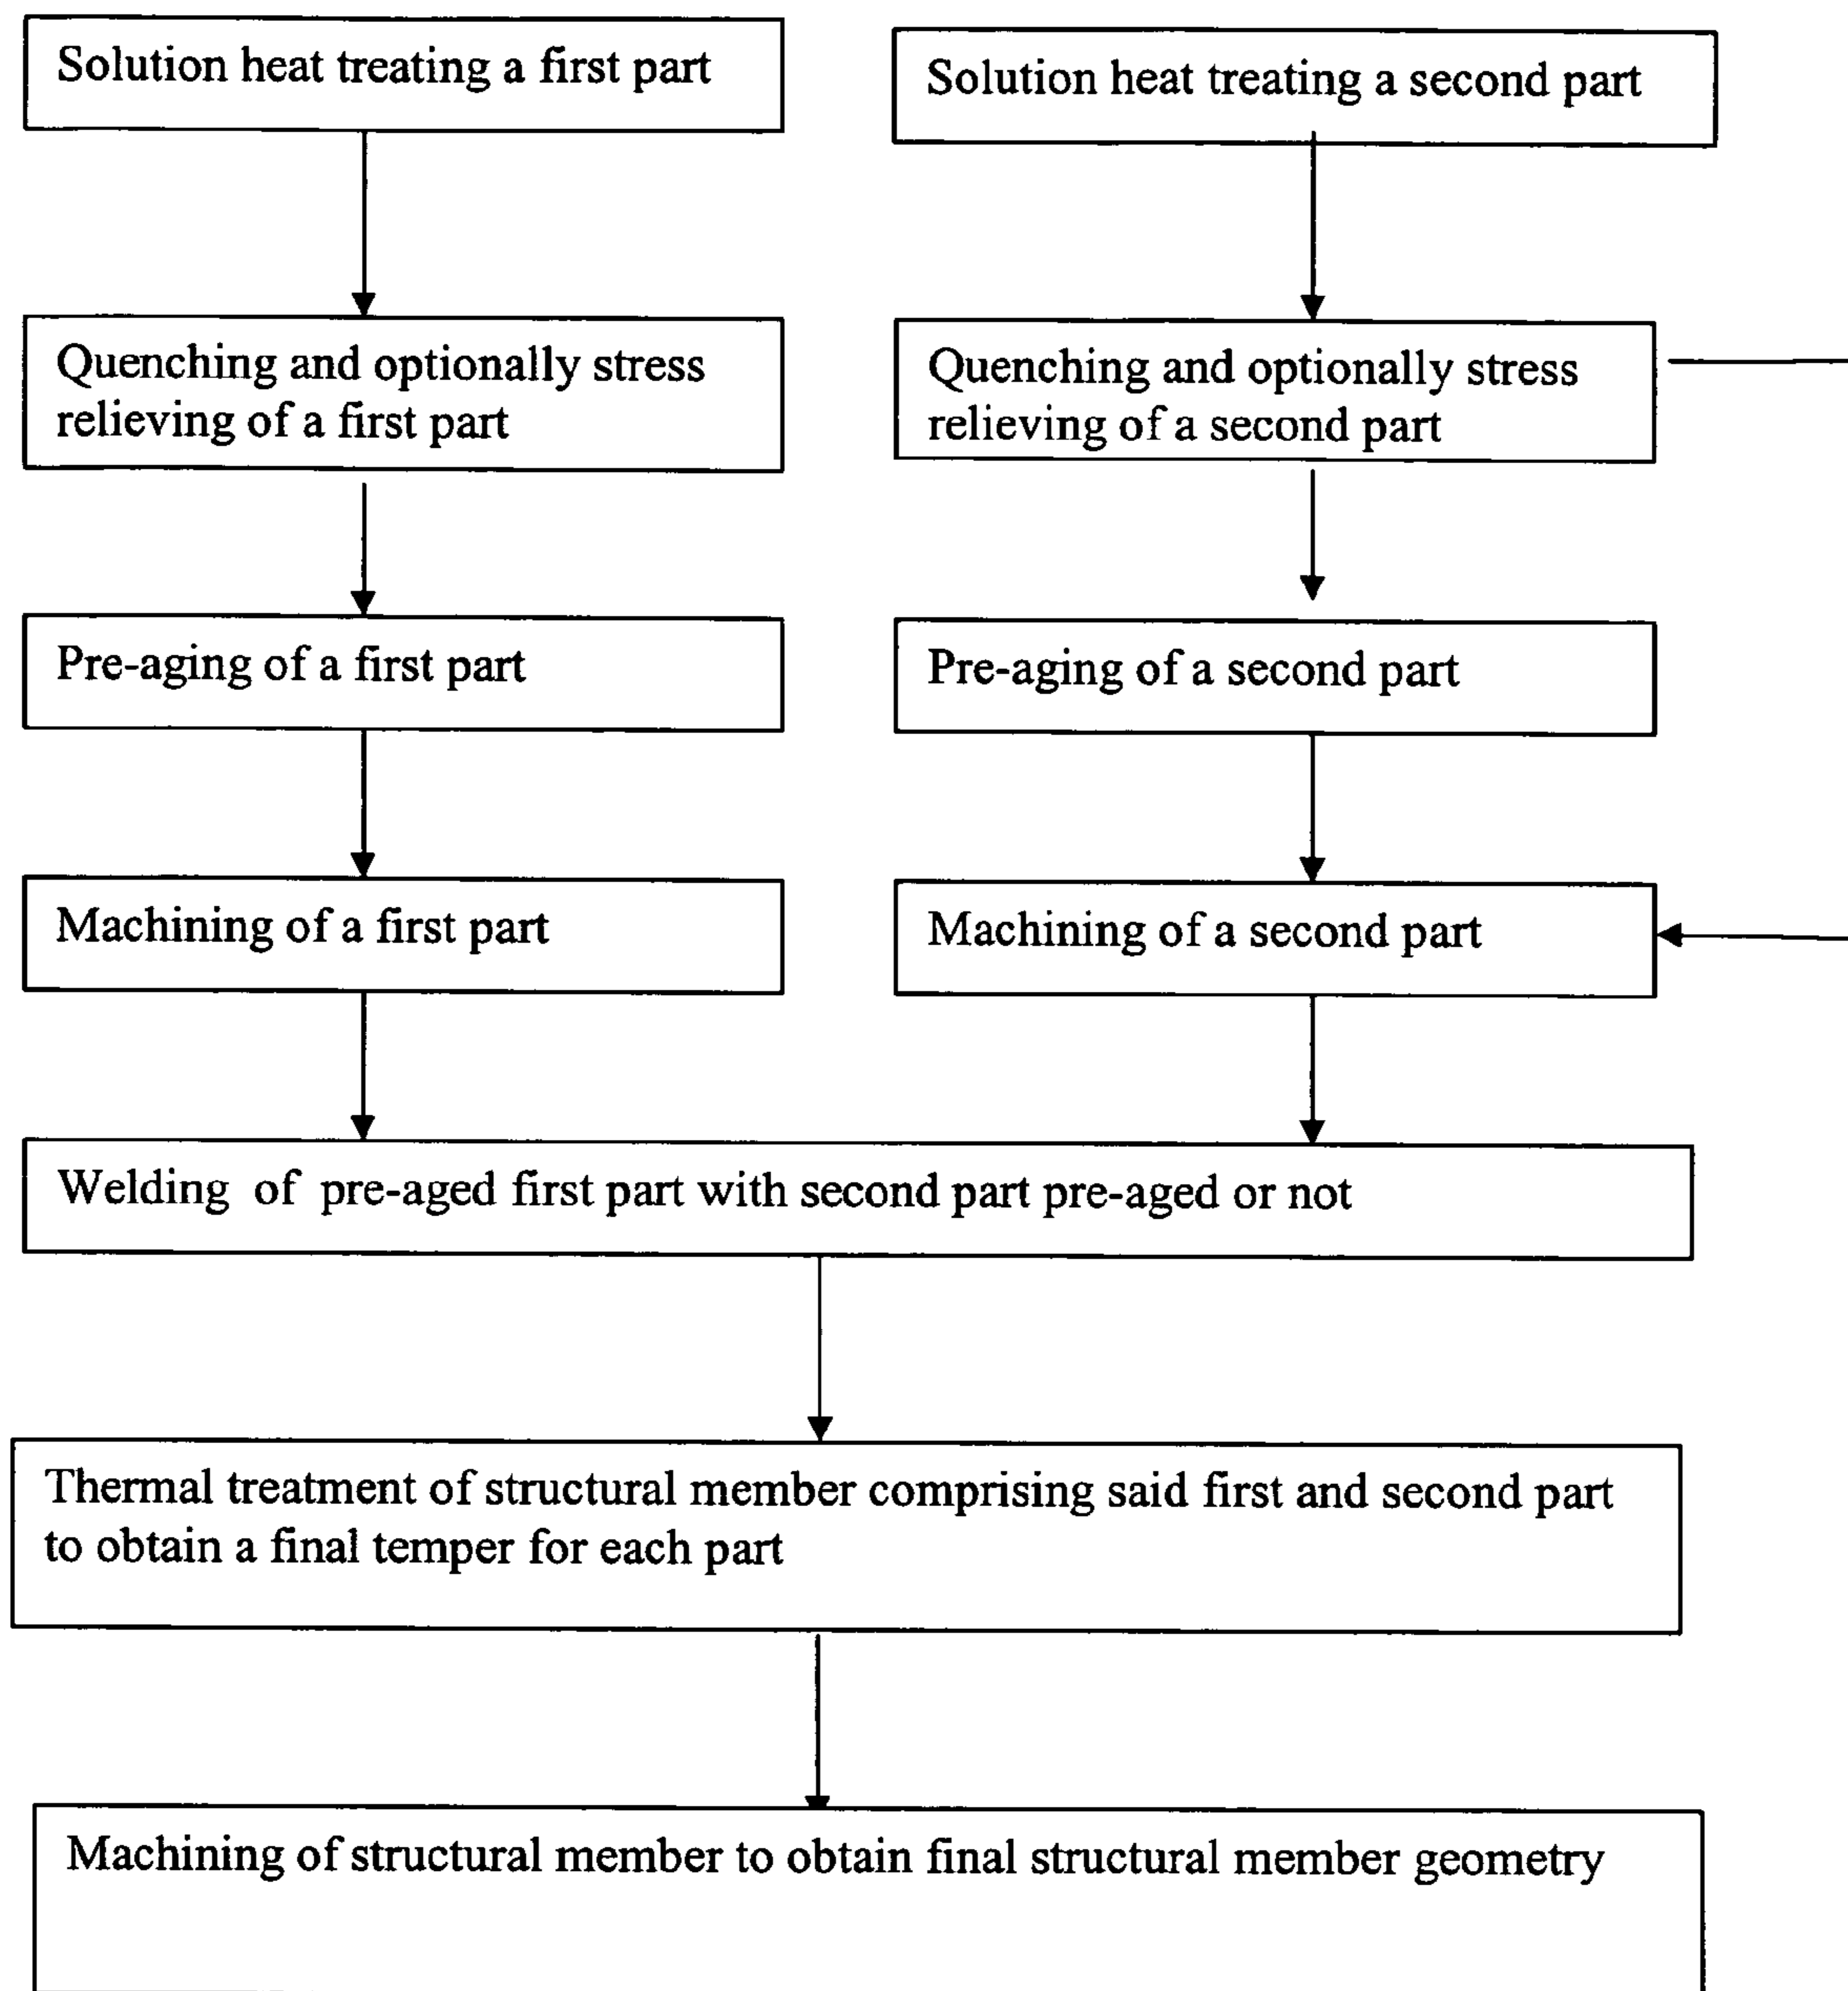 Solution heat treating a first part
Solution heat treating a second part
Quenching and optionally stress
relieving of a first part
Quenching and optionally stress
relieving of a second part
Pre-aging of a first part
Pre-aging of a second part
Machining of a first part
Machining of a second part
Welding of pre-aged first part with second part pre-aged or not
Thermal treatment of structural member comprising said first and second part
to obtain a final temper for each part
Machining of structural member to obtain final structural member geometry